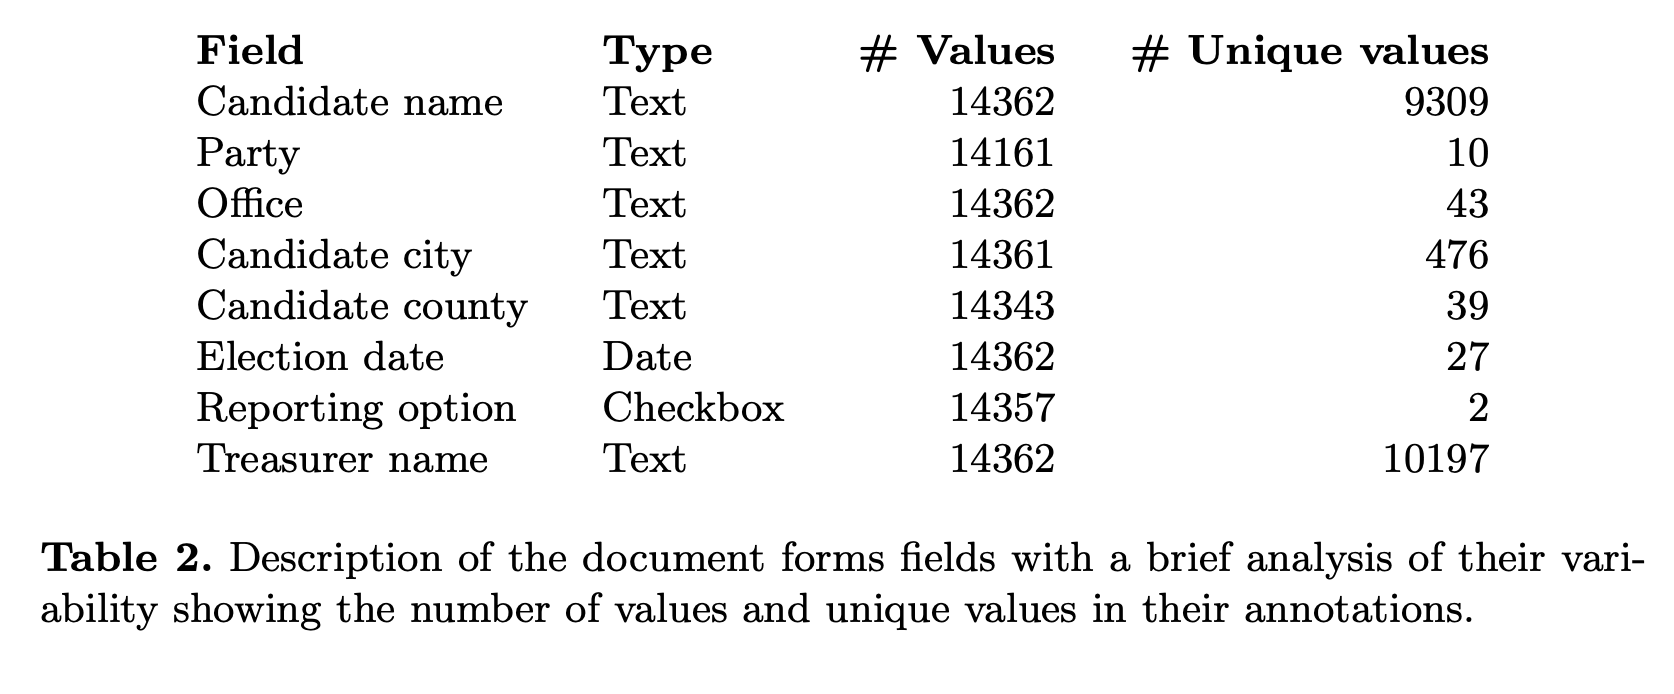 Field Type # Values # Unique values
Candidate name Text 14362 9309
Party Text 14161 10
Office Text 14362 43
Candidate city Text 14361 476
Candidate county Text 14343 39
Election date Date 14362 27
Reporting option Checkbox 14357 2
Treasurer name Text 14362 10197
Table 2. Description of the document forms fields with a brief analysis of their vari-
ability showing the number of values and unique values in their annotations.